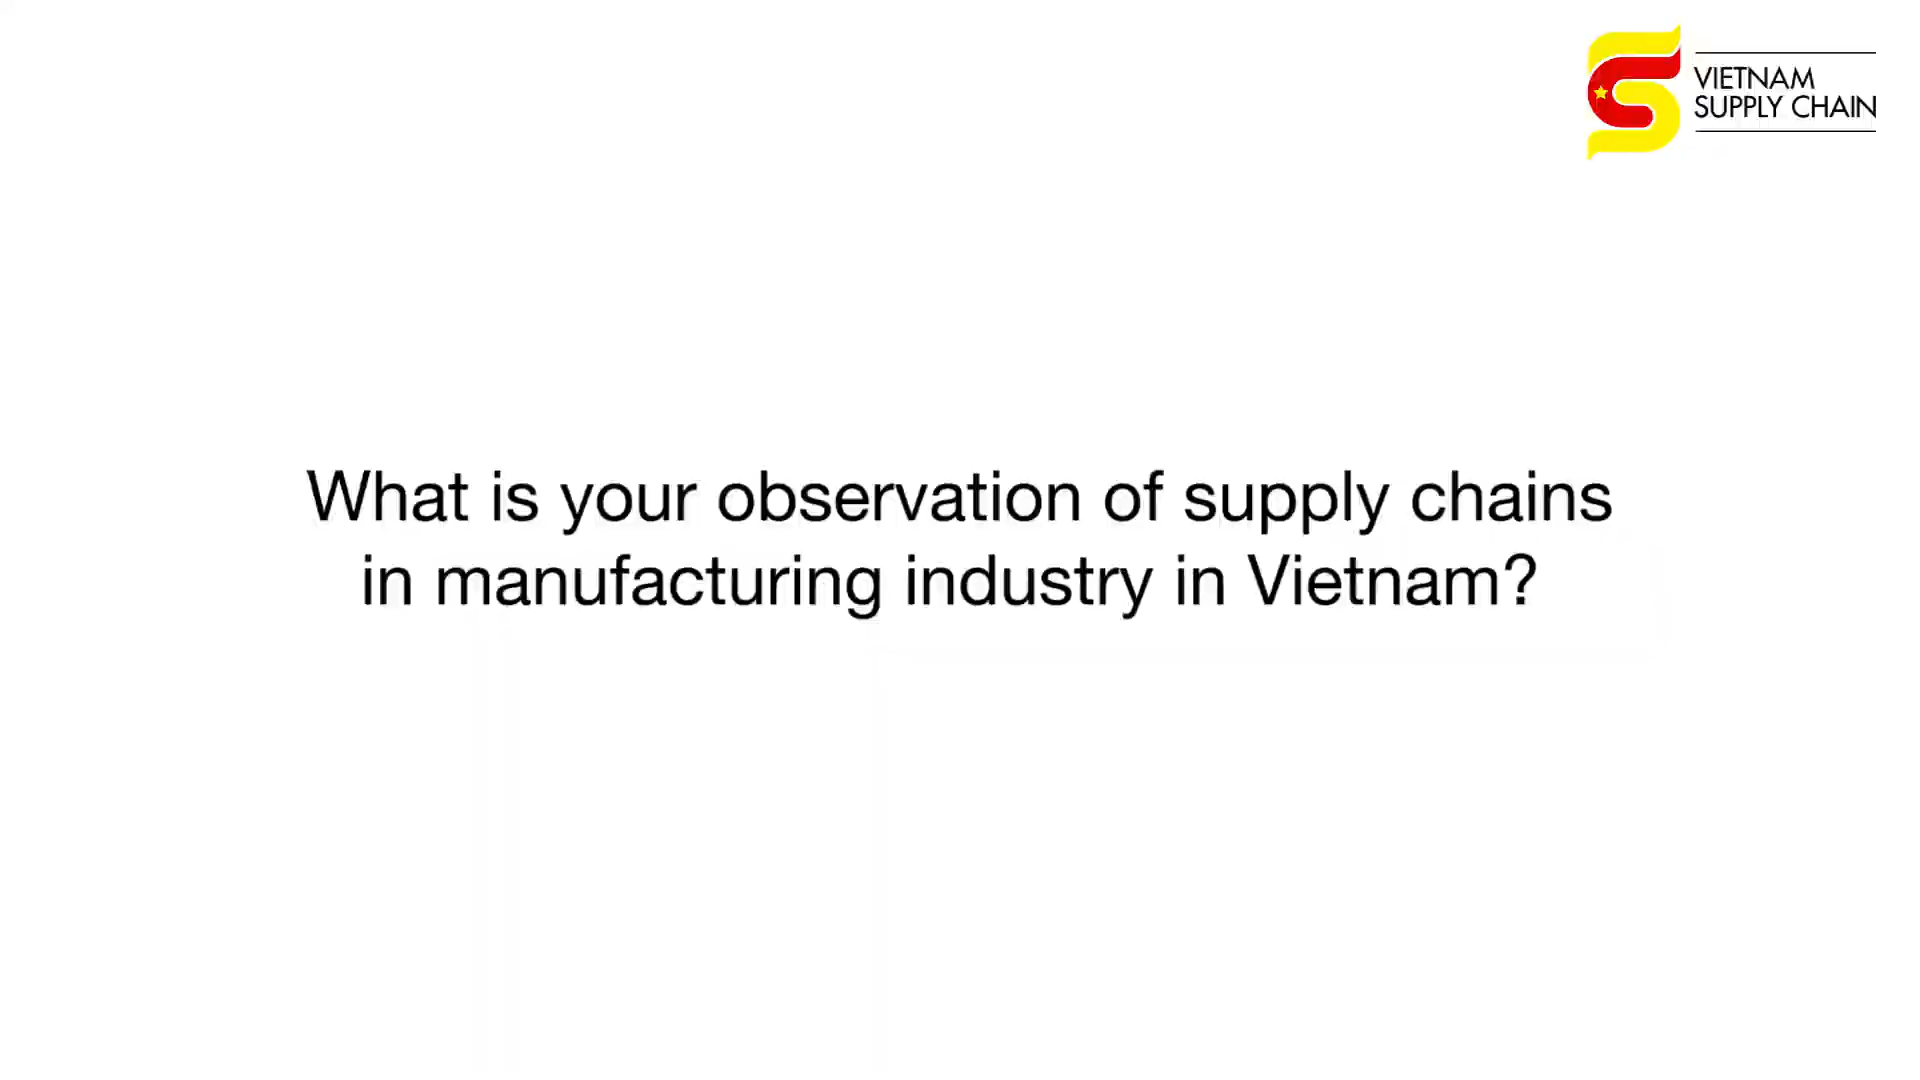 VIETNAM
SUPPLY CHAIN
What is your observation of supply chains
in manufacturing industry in Vietnam?